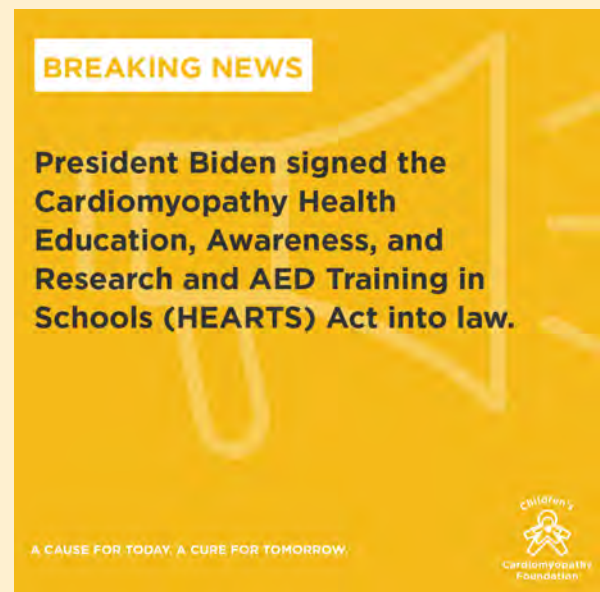 BREAKING NEWS
President Biden signed the
Cardiomyopathy Health
Education, Awareness, and
Research and AED Training in
Schools (HEARTS) Act into law.
A CAUSE FOR TODAY. A CURE FOR TOMORROW.
Children's
Cardiomyopathy
Foundation